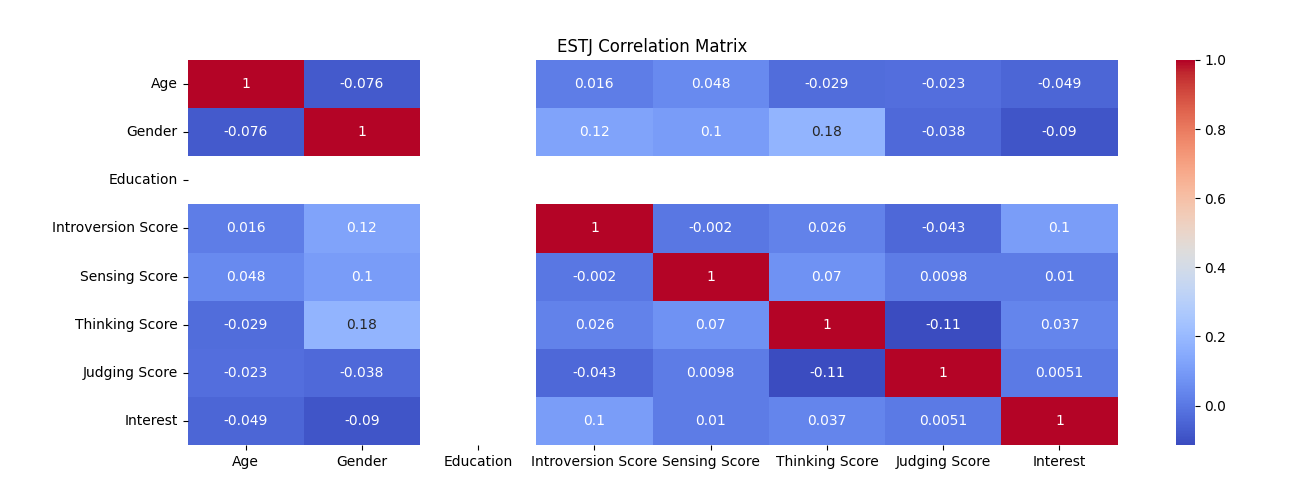 ESTJ Correlation Matrix
Age 1 -0.076 0.016 0.048 -0.029 -0.023 -0.049
Gender -0.076 1 0.12 0.1 0.18 -0.038 -0.09
Education
Introversion Score 0.016 0.12 1 -0.002 0.026 -0.043 0.1
Sensing Score 0.048 0.1 -0.002 1 0.07 0.0098 0.01
Thinking Score -0.029 0.18 0.026 0.07 1 -0.11 0.037
Judging Score -0.023 -0.038 -0.043 0.0098 -0.11 1 0.0051
Interest -0.049 -0.09 0.1 0.01 0.037 0.0051 1
Age Gender Education Introversion Score Sensing Score Thinking Score Judging Score Interest
1.0
0.8
0.6
0.4
0.2
0.0